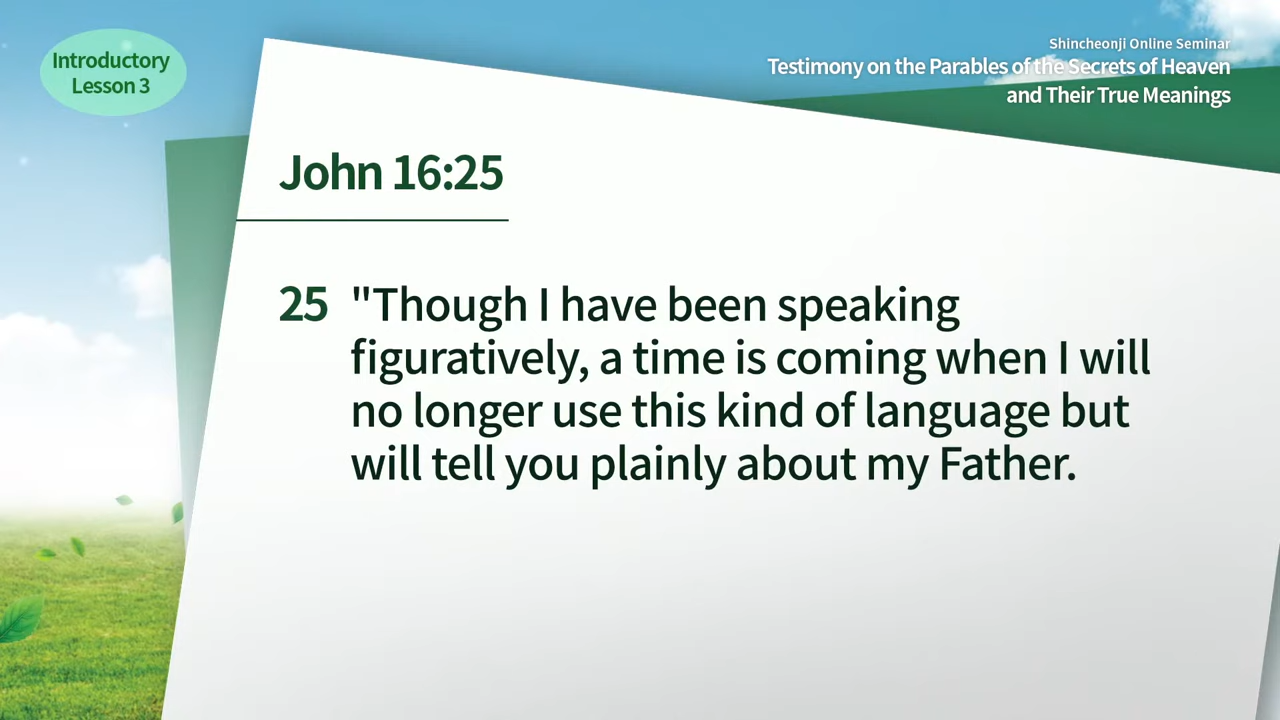 Introductory
Lesson 3
Shincheonji Online Seminar
Testimony on the Parables of the Secrets of Heaven
and Their True Meanings
John 16:25
25 "Though I have been speaking
figuratively, a time is coming when I will
no longer use this kind of language but
will tell you plainly about my Father.